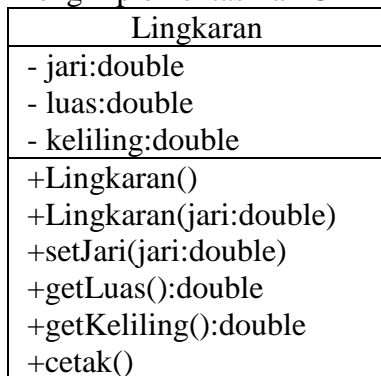 Lingkaran
- jari:double
- luas:double
- keliling:double
+Lingkaran()
+Lingkaran(jari:double)
+setJari(jari:double)
+getLuas():double
+getKeliling():double
+cetak()